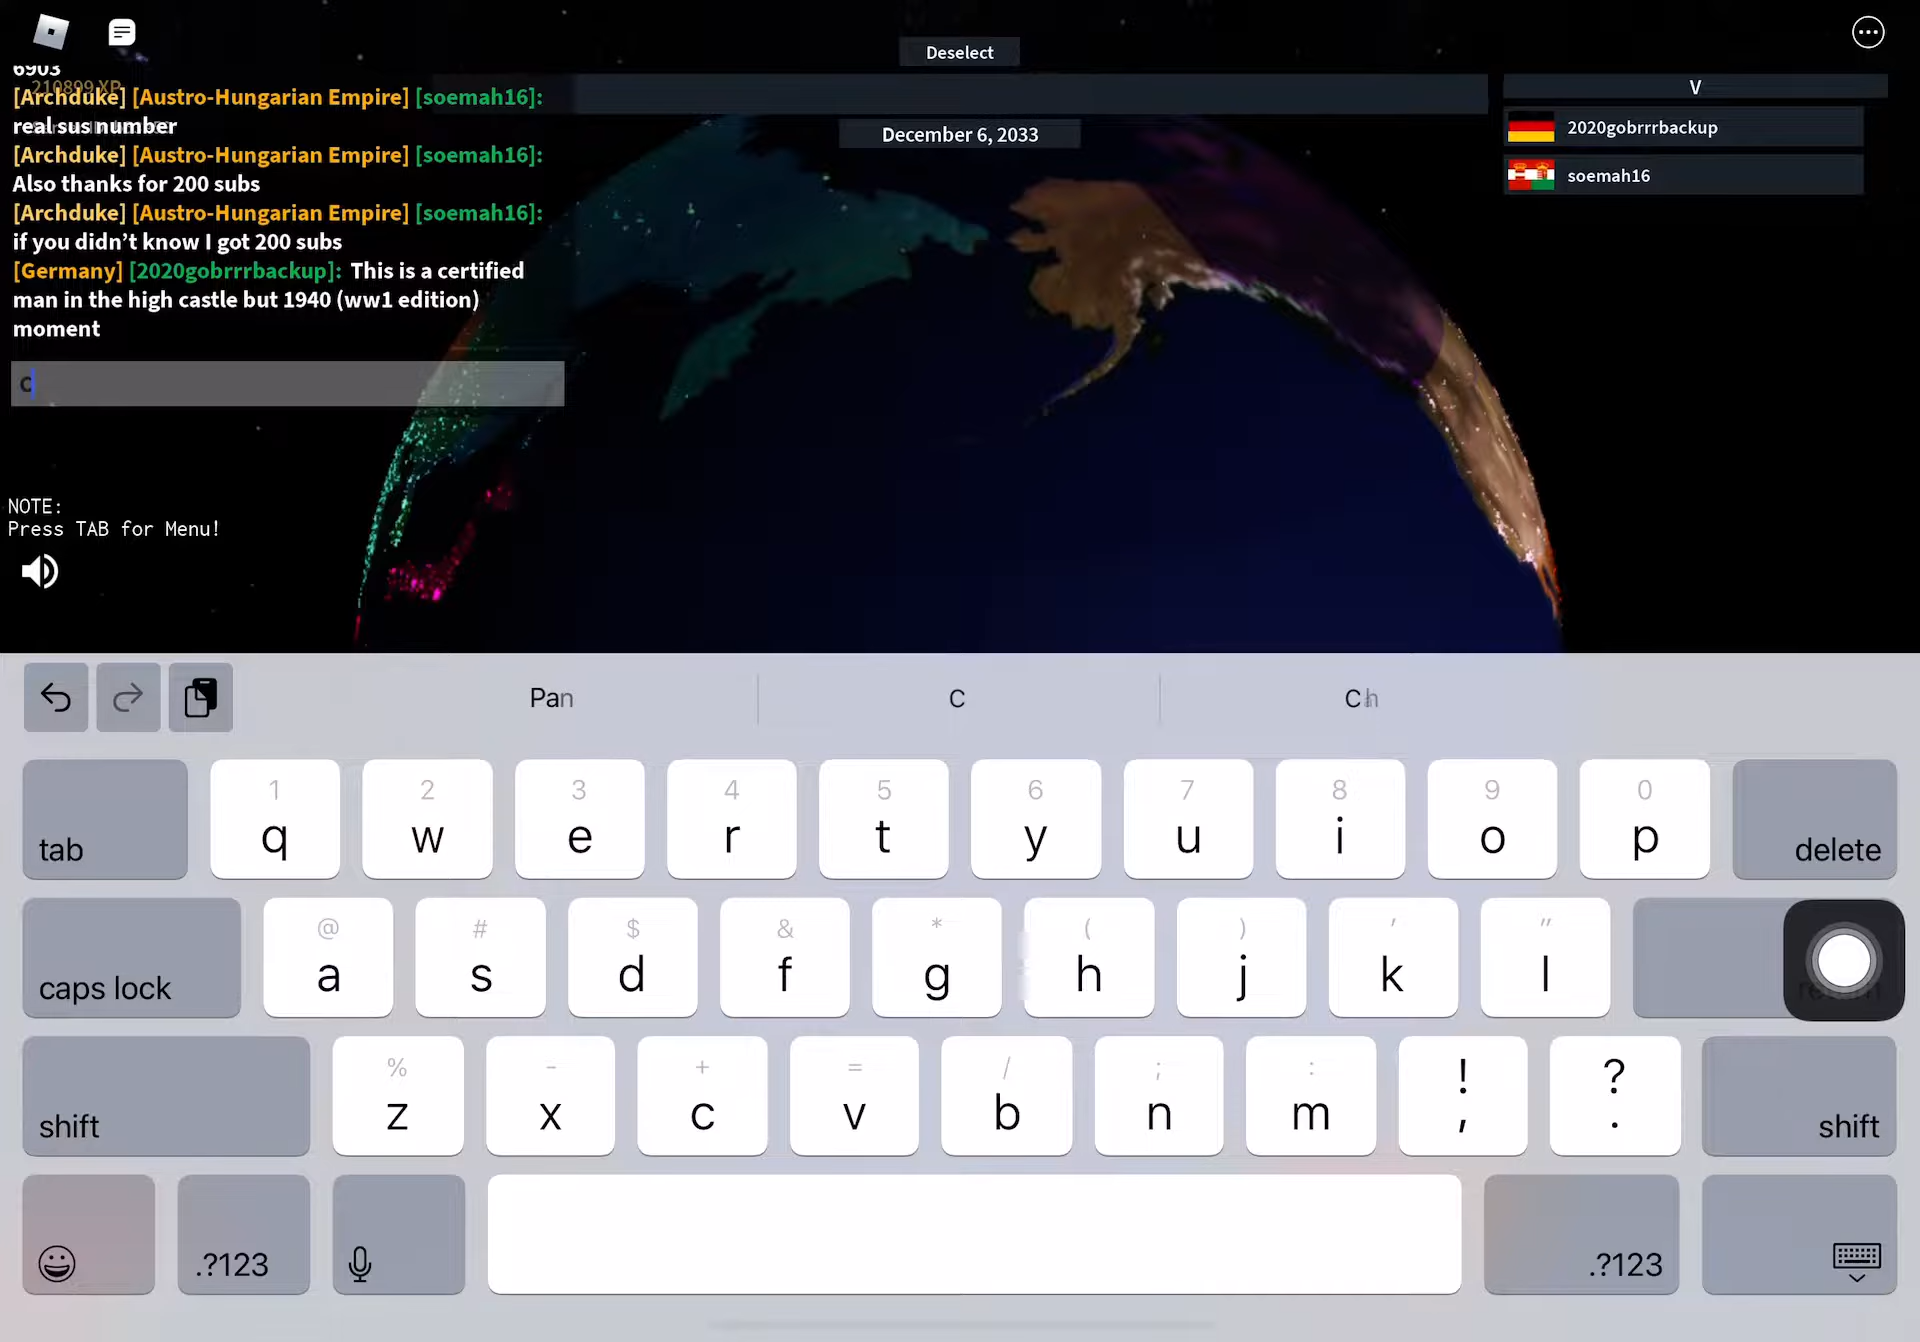 Deselect
6903
210899 XP
[Archduke] [Austro-Hungarian Empire] [soemah16]:
real sus number
[Archduke] [Austro-Hungarian Empire] [soemah16]:
Also thanks for 200 subs
[Archduke] [Austro-Hungarian Empire] [soemah16]:
if you didn’t know I got 200 subs
[Germany] [2020gobrrrbackup]: This is a certified
man in the high castle but 1940 (ww1 edition)
moment
c
December 6, 2033
V
2020gobrrrbackup
soemah16
NOTE:
Press TAB for Menu!
Pan C Ch
1 2 3 4 5 6 7 8 9 0
tab q w e r t y u i o p delete
@ # $ & * ( ) ' "
caps lock a s d f g h j k l return
% - + = / ; : ! ?
shift z x c v b n m , . shift
.?123 .?123